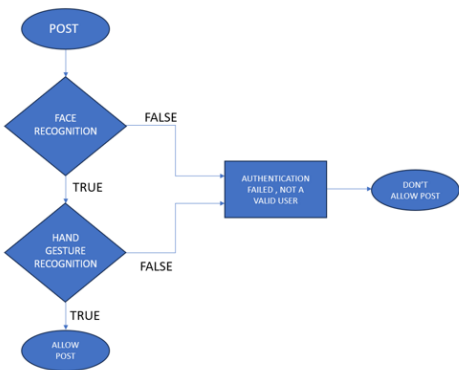 POST
FACE
RECOGNITION
FALSE
TRUE
AUTHENTICATION
FAILED , NOT A
VALID USER
DON'T
ALLOW POST
HAND
GESTURE
RECOGNITION
FALSE
TRUE
ALLOW
POST